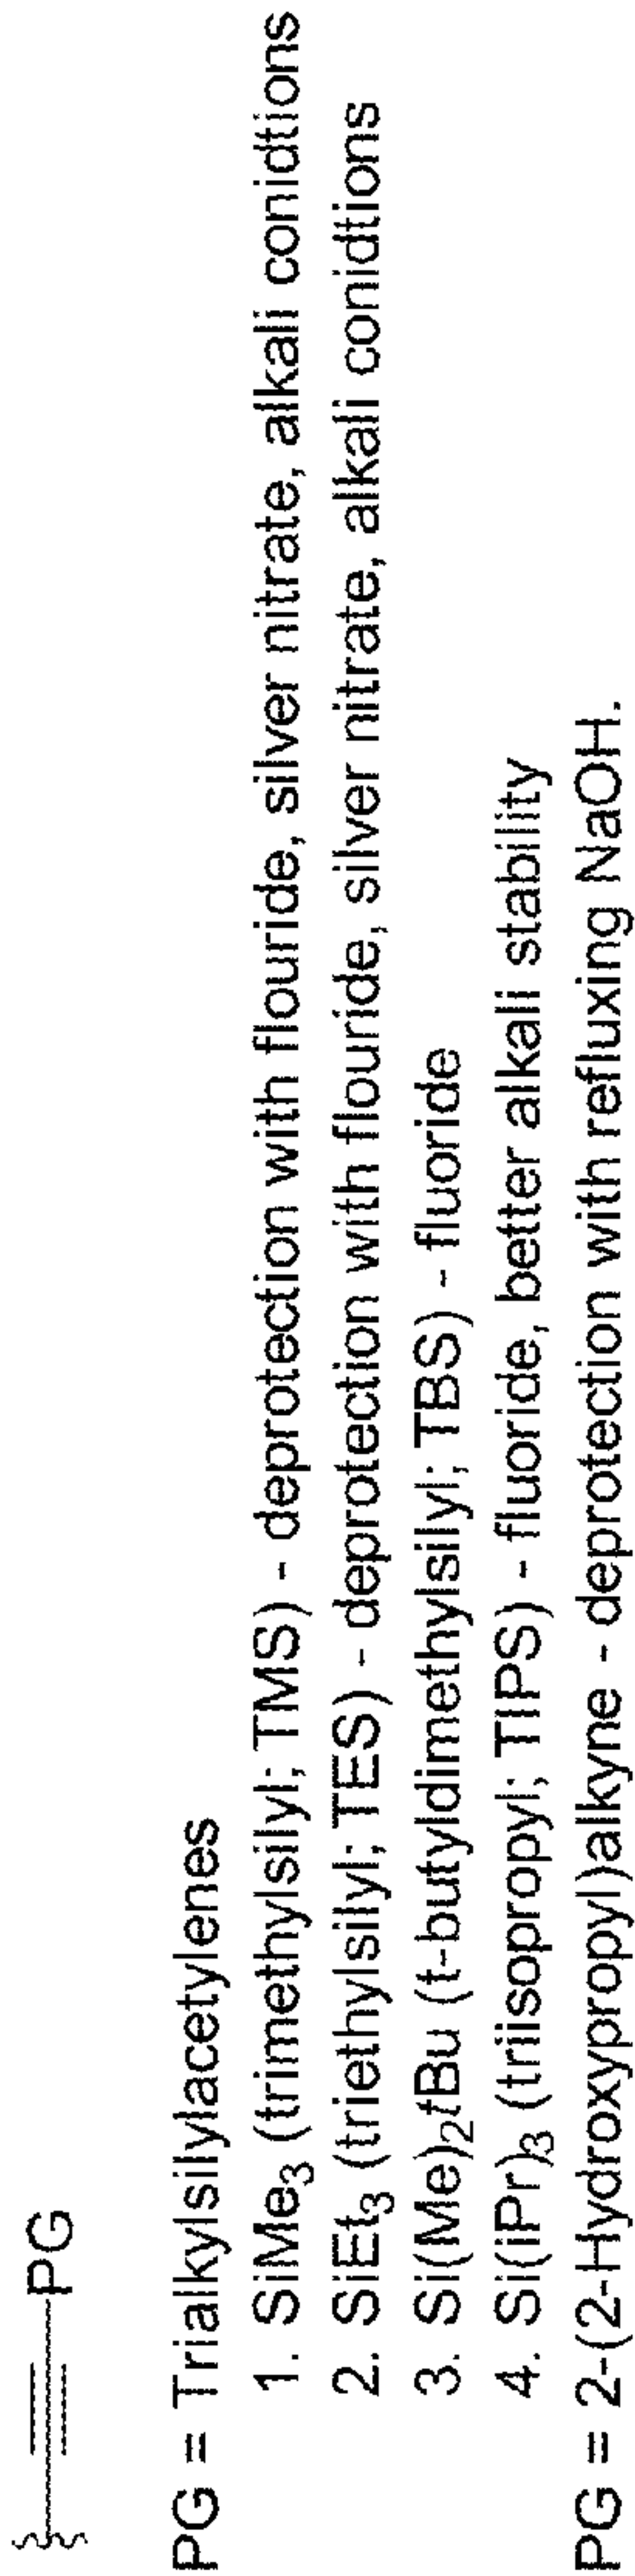 PG
PG = Trialkylsilylacetylenes
1. SiMe3 (trimethylsilyl; TMS) - deprotection with flouride, silver nitrate, alkali conidtions
2. SiEt3 (triethylsilyl; TES) - deprotection with flouride, silver nitrate, alkali conidtions
3. Si(Me)2tBu (t-butyldimethylsilyl; TBS) - fluoride
4. Si(iPr)3 (triisopropyl; TIPS) - fluoride, better alkali stability
PG = 2-(2-Hydroxypropyl)alkyne - deprotection with refluxing NaOH.